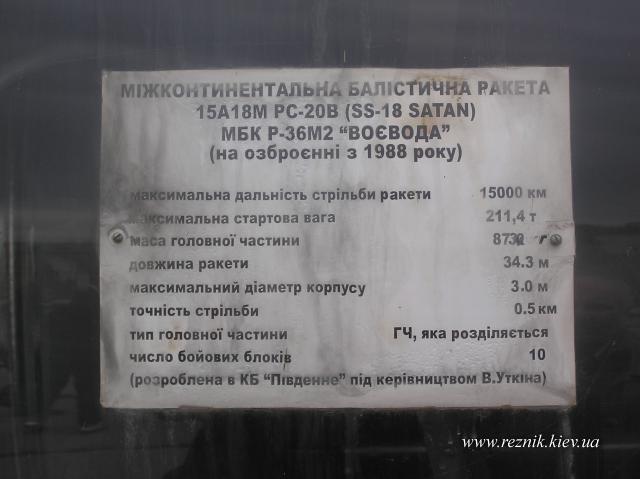 МІЖКОНТИНЕНТАЛЬНА БАЛІСТИЧНА РАКЕТА
15А18М РС-20В (SS-18 SATAN)
МБК Р-36М2 "ВОЄВОДА"
(на озброєнні з 1988 року)
максимальна дальність стрільби ракети 15000 км
максимальна стартова вага 211,4 т
маса головної частини
довжина ракети 34.3 м
максимальний діаметр корпусу 3.0 м
точність стрільби 0.5 км
тип головної частини ГЧ, яка розділяється
число бойових блоків 10
(розроблена в КБ "Південне" під керівництвом В.Уткіна)
www.reznik.kiev.ua